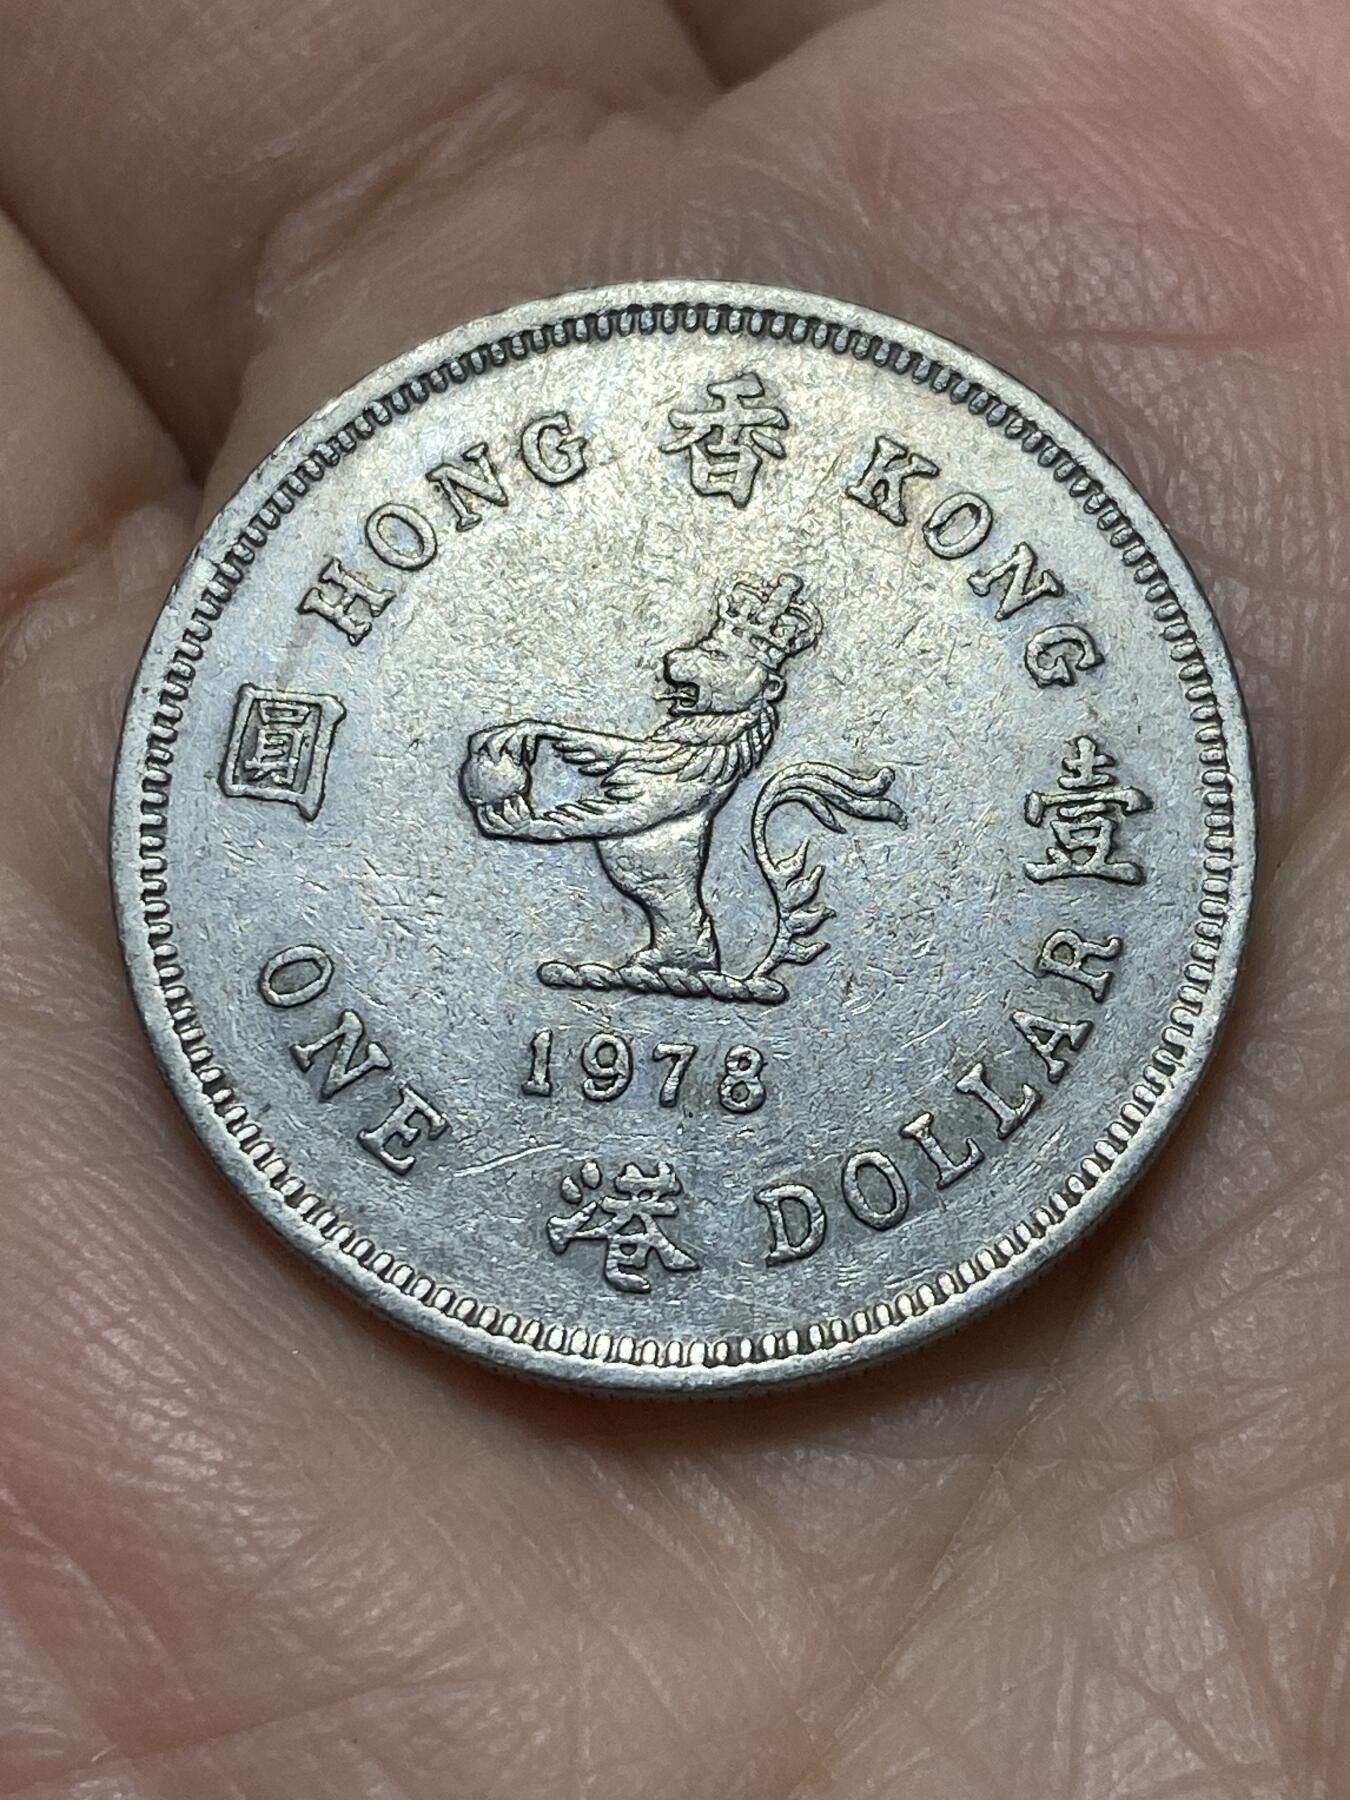 HONG KONG
香
港
壹
圓
1978
ONE DOLLAR